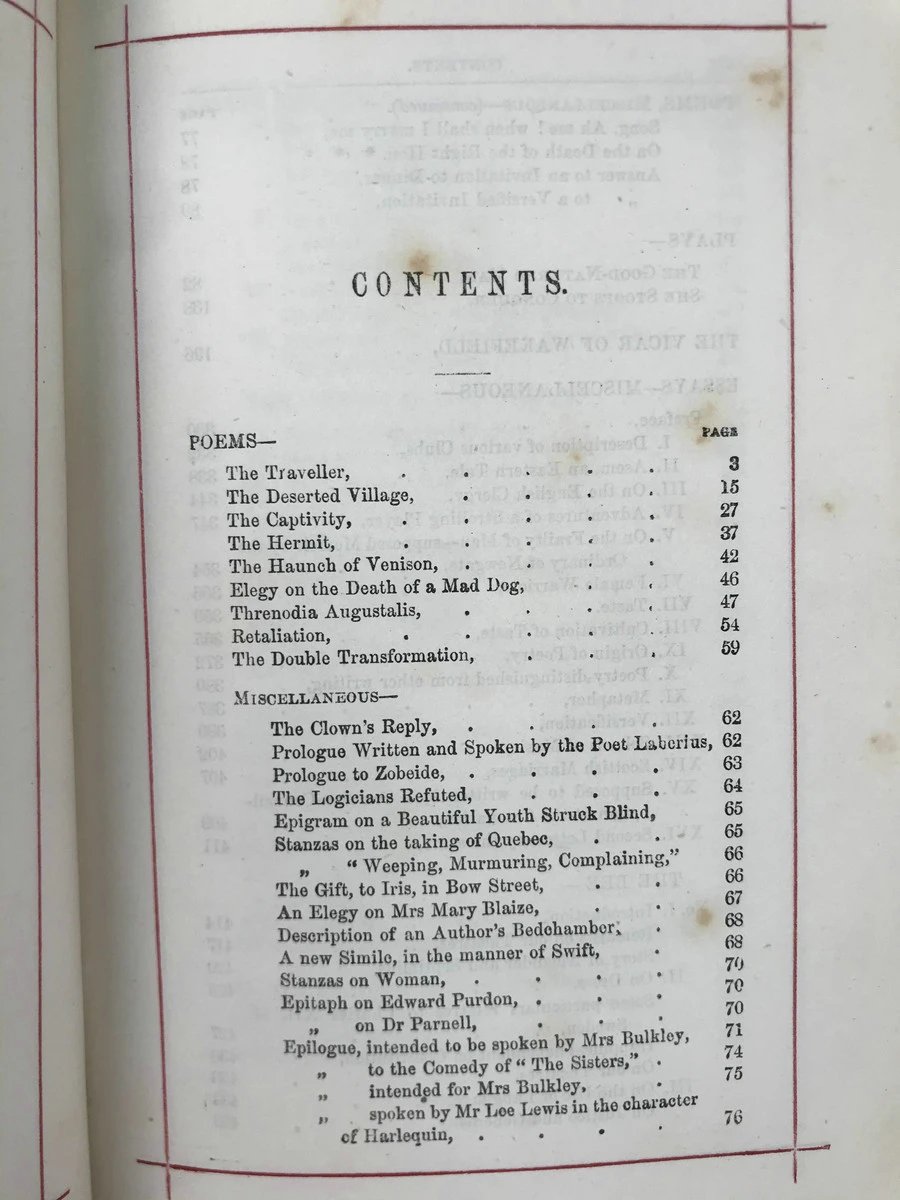 CONTENTS.
PAGE
POEMS—
The Traveller, . . . . . 3
The Deserted Village, . . . . 15
The Captivity, . . . . . 27
The Hermit, . . . . . 37
The Haunch of Venison, . . . . 42
Elegy on the Death of a Mad Dog, . . 46
Threnodia Augustalis, . . . . 47
Retaliation, . . . . . 54
The Double Transformation, . . . 59
MISCELLANEOUS—
The Clown's Reply, . . . . 62
Prologue Written and Spoken by the Poet Laberius, 62
Prologue to Zobeide, . . . . 63
The Logicians Refuted, . . . 64
Epigram on a Beautiful Youth Struck Blind, 65
Stanzas on the taking of Quebec, . . 65
„ “Weeping, Murmuring, Complaining,” 66
The Gift, to Iris, in Bow Street, . . 66
An Elegy on Mrs Mary Blaize, . . 67
Description of an Author's Bedchamber, . 68
A new Simile, in the manner of Swift, . 68
Stanzas on Woman, . . . . 70
Epitaph on Edward Purdon, . . . 70
„ on Dr Parnell, . . . 70
Epilogue, intended to be spoken by Mrs Bulkley, 71
„ to the Comedy of “The Sisters,” . 74
„ intended for Mrs Bulkley, . 75
„ spoken by Mr Lee Lewis in the character
of Harlequin, . . . . 76